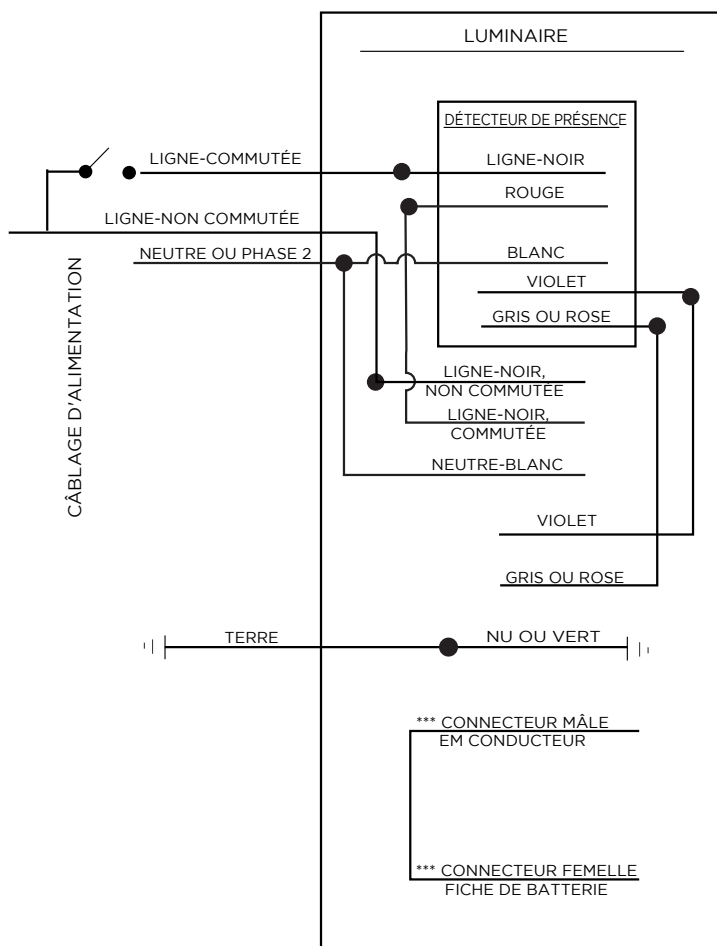 LUMINAIRE
DÉTECTEUR DE PRÉSENCE
LIGNE-COMMUTÉE
LIGNE-NOIR
ROUGE
LIGNE-NON COMMUTÉE
NEUTRE OU PHASE 2
BLANC
VIOLET
GRIS OU ROSE
CÂBLAGE D'ALIMENTATION
LIGNE-NOIR,
NON COMMUTÉE
LIGNE-NOIR,
COMMUTÉE
NEUTRE-BLANC
VIOLET
GRIS OU ROSE
TERRE
NU OU VERT
*** CONNECTEUR MÂLE
EM CONDUCTEUR
*** CONNECTEUR FEMELLE
FICHE DE BATTERIE